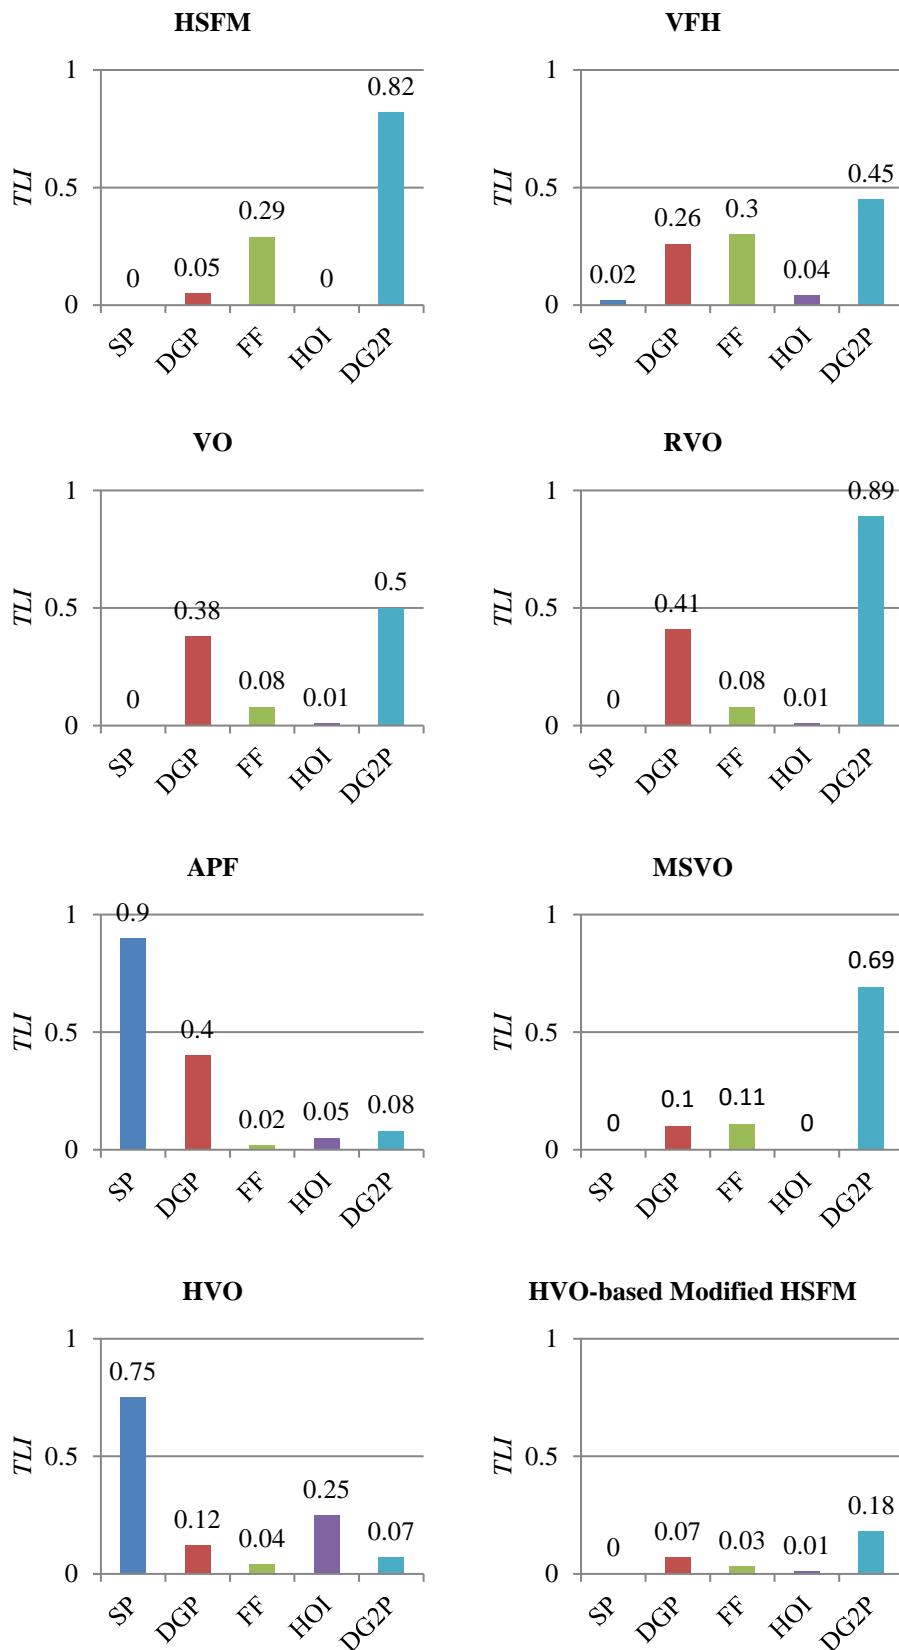 HSFM
1
0.5
0
TLI
0
0.05
0.29
0
0.82
SP
DGP
FF
HOI
DG2P
VFH
1
0.5
0
TLI
0.02
0.26
0.3
0.04
0.45
SP
DGP
FF
HOI
DG2P
VO
1
0.5
0
TLI
0
0.38
0.08
0.01
0.5
SP
DGP
FF
HOI
DG2P
RVO
1
0.5
0
TLI
0
0.41
0.08
0.01
0.89
SP
DGP
FF
HOI
DG2P
APF
1
0.5
0
TLI
0.9
0.4
0.02
0.05
0.08
SP
DGP
FF
HOI
DG2P
MSVO
1
0.5
0
TLI
0
0.1
0.11
0
0.69
SP
DGP
FF
HOI
DG2P
HVO
1
0.5
0
TLI
0.75
0.12
0.04
0.25
0.07
SP
DGP
FF
HOI
DG2P
HVO-based Modified HSFM
1
0.5
0
TLI
0
0.07
0.03
0.01
0.18
SP
DGP
FF
HOI
DG2P